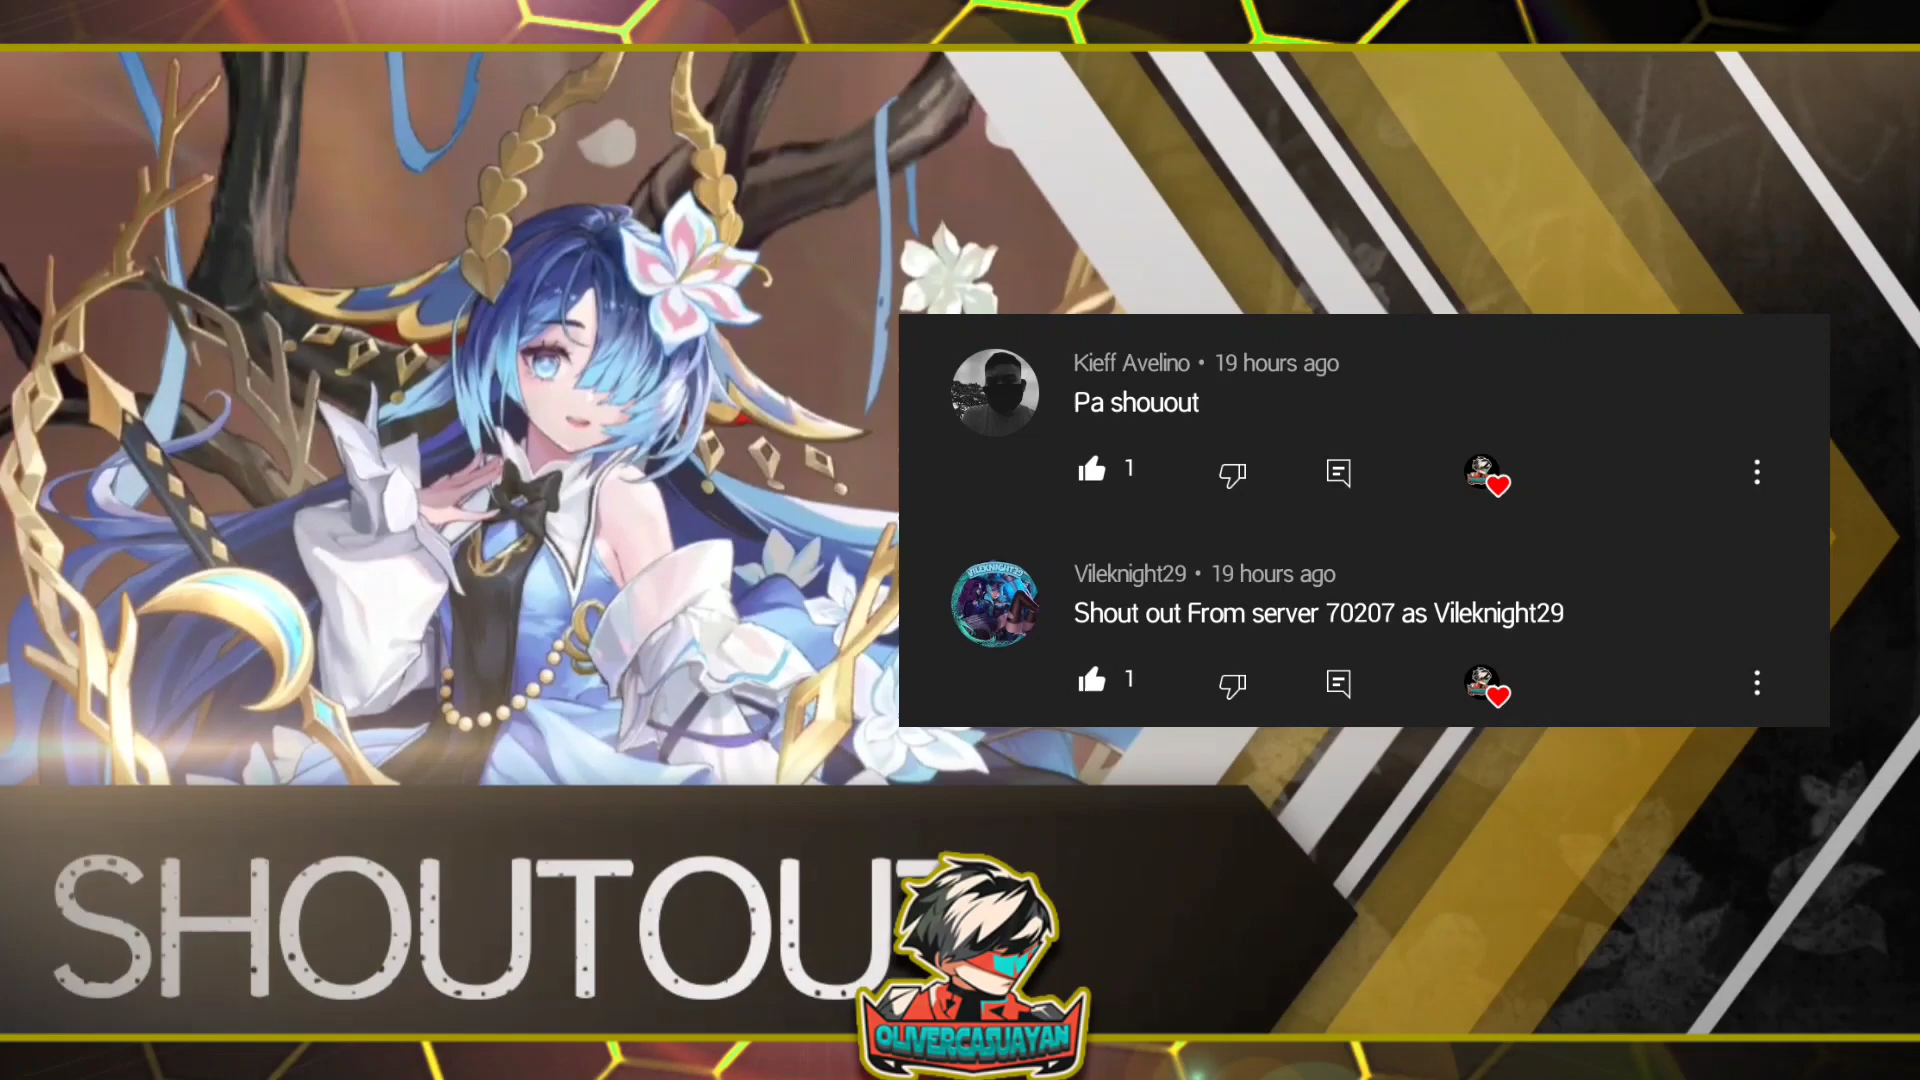 Kieff Avelino • 19 hours ago
Pa shouout
1
VILEKNIGHT29
Vileknight29 • 19 hours ago
Shout out From server 70207 as Vileknight29
1
SHOUTOUT
OLIVERCASUAYAN